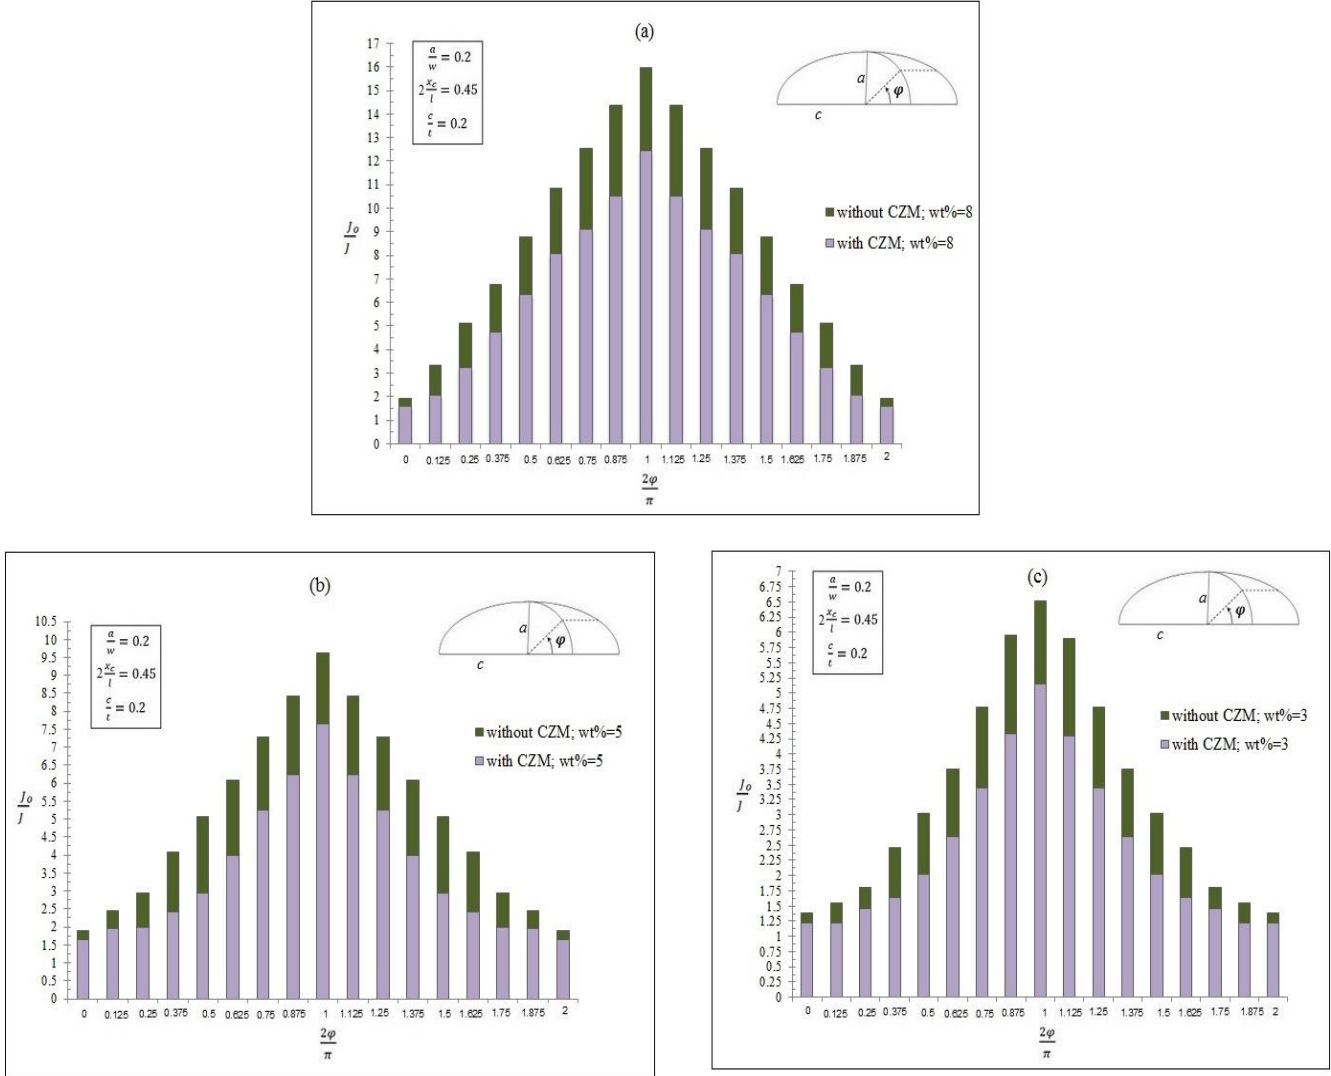 (a)
17
16
15
14
13
12
11
10
9
8
7
6
5
4
3
2
1
0
J₀/J
a/w = 0.2
2 x_c/l = 0.45
c/t = 0.2
a
φ
c
without CZM; wt%=8
with CZM; wt%=8
0 0.125 0.25 0.375 0.5 0.625 0.75 0.875 1 1.125 1.25 1.375 1.5 1.625 1.75 1.875 2
2φ/π
(b)
10.5
10
9.5
9
8.5
8
7.5
7
6.5
6
5.5
5
4.5
4
3.5
3
2.5
2
1.5
1
0.5
0
J₀/J
a/w = 0.2
2 x_c/l = 0.45
c/t = 0.2
a
φ
c
without CZM; wt%=5
with CZM; wt%=5
0 0.125 0.25 0.375 0.5 0.625 0.75 0.875 1 1.125 1.25 1.375 1.5 1.625 1.75 1.875 2
2φ/π
(c)
7
6.75
6.5
6.25
6
5.75
5.5
5.25
5
4.75
4.5
4.25
4
3.75
3.5
3.25
3
2.75
2.5
2.25
2
1.75
1.5
1.25
1
0.75
0.5
0.25
0
J₀/J
a/w = 0.2
2 x_c/l = 0.45
c/t = 0.2
a
φ
c
without CZM; wt%=3
with CZM; wt%=3
0 0.125 0.25 0.375 0.5 0.625 0.75 0.875 1 1.125 1.25 1.375 1.5 1.625 1.75 1.875 2
2φ/π